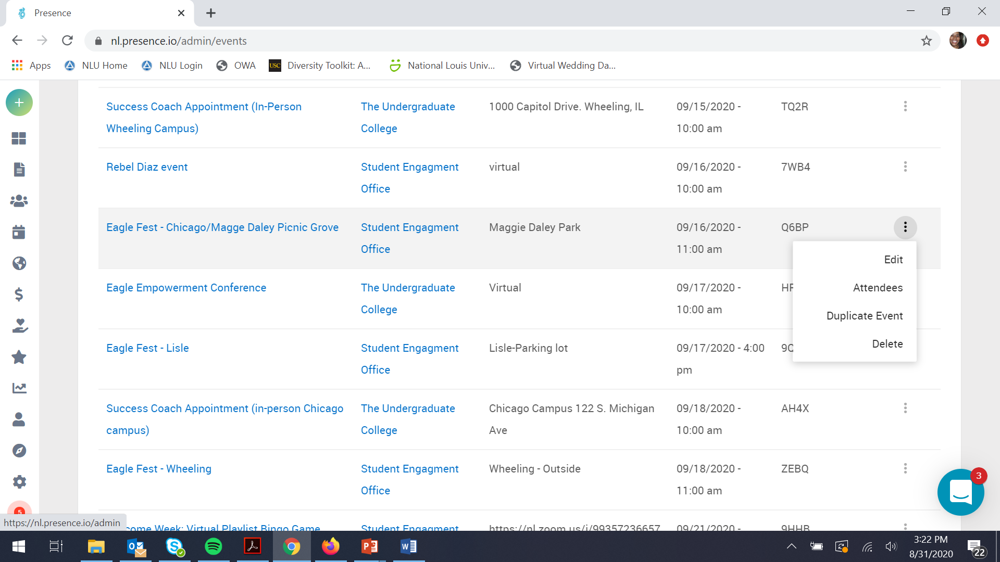 Presence
nl.presence.io/admin/events
Apps NLU Home NLU Login OWA USC Diversity Toolkit: A... National Louis Univ... Virtual Wedding Da...
Success Coach Appointment (In-Person The Undergraduate 1000 Capitol Drive. Wheeling, IL 09/15/2020 - TQ2R
Wheeling Campus) College 10:00 am
Rebel Diaz event Student Engagment virtual 09/16/2020 - 7WB4
Office 10:00 am
Eagle Fest - Chicago/Magge Daley Picnic Grove Student Engagment Maggie Daley Park 09/16/2020 - Q6BP
Office 11:00 am
Edit
Eagle Empowerment Conference The Undergraduate Virtual 09/17/2020 - Attendees
College 10:00 am
Duplicate Event
Eagle Fest - Lisle Student Engagment Lisle-Parking lot 09/17/2020 - 4:00 Delete
Office pm
Success Coach Appointment (in-person Chicago The Undergraduate Chicago Campus 122 S. Michigan 09/18/2020 - AH4X
campus) College Ave 10:00 am
Eagle Fest - Wheeling Student Engagment Wheeling - Outside 09/18/2020 - ZEBQ
Office 11:00 am
3
5
https://nl.presence.io/admin
come Week: Virtual Playlist Bingo Game Student Engagment https://nl.zoom.us/j/99357236657 09/21/2020 - 9HHB
3:22 PM
8/31/2020
22